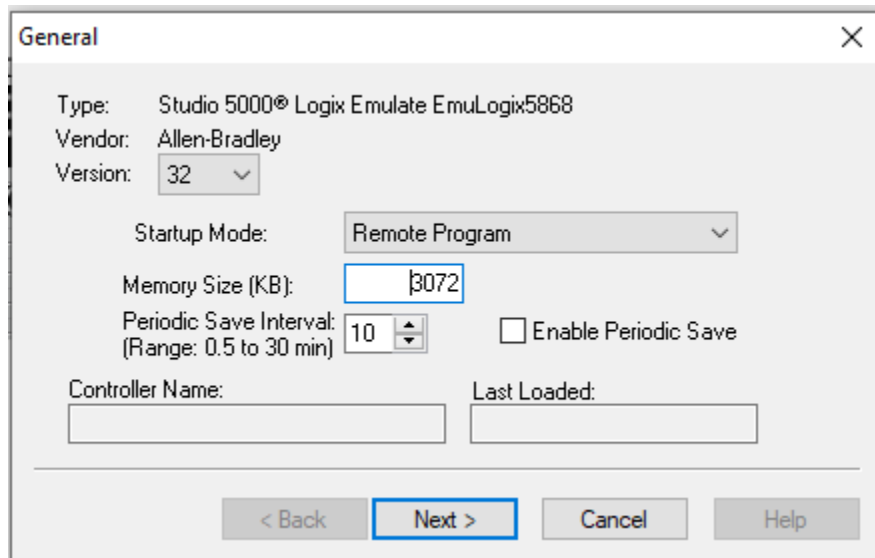 General
Type: Studio 5000® Logix Emulate EmuLogix5868
Vendor: Allen-Bradley
Version: 32
Startup Mode: Remote Program
Memory Size (KB): 3072
Periodic Save Interval:
(Range: 0.5 to 30 min) 10 Enable Periodic Save
Controller Name: Last Loaded:
< Back Next > Cancel Help